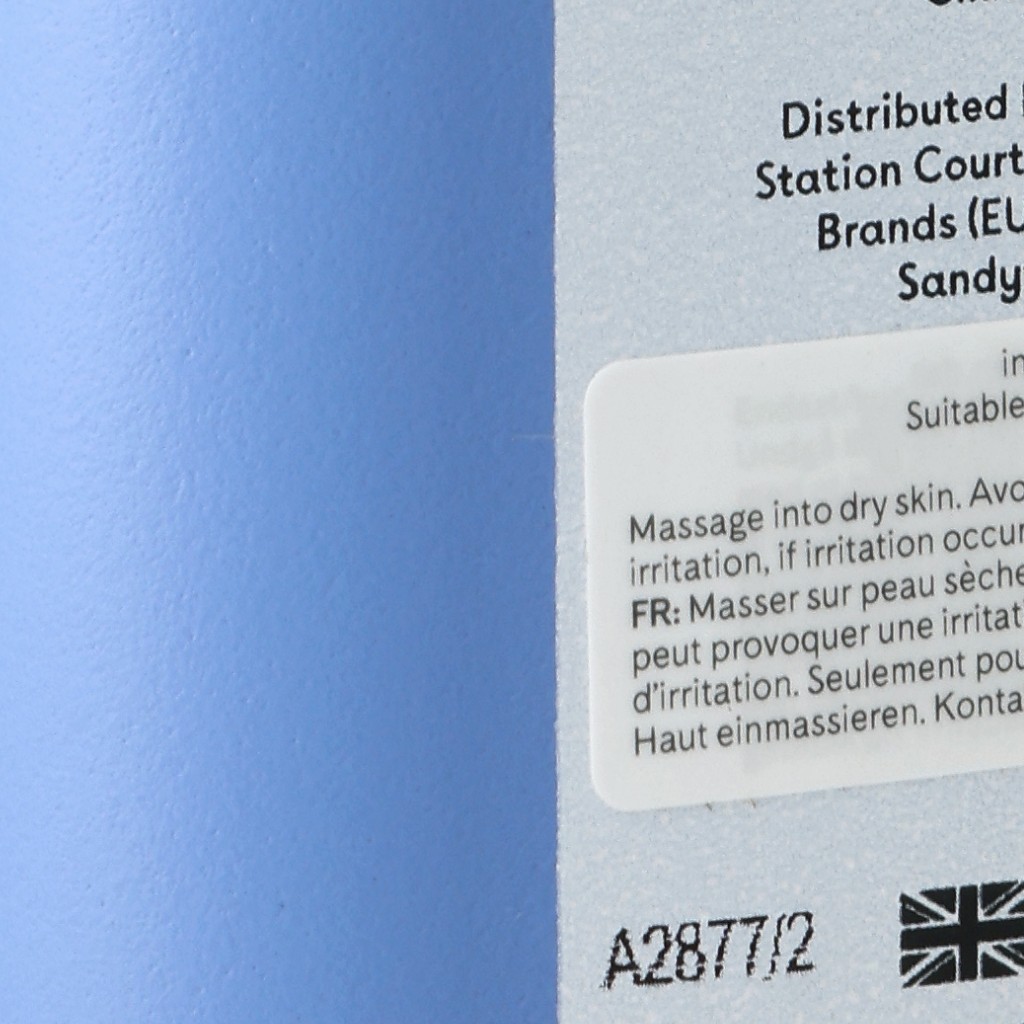 Distributed
Station Court
Brands (EU
Sandy
in
Suitable
Massage into dry skin. Avo
irritation, if irritation occur
FR: Masser sur peau sèche
peut provoquer une irritat
d'irritation. Seulement pou
Haut einmassieren. Konta
A2877/2